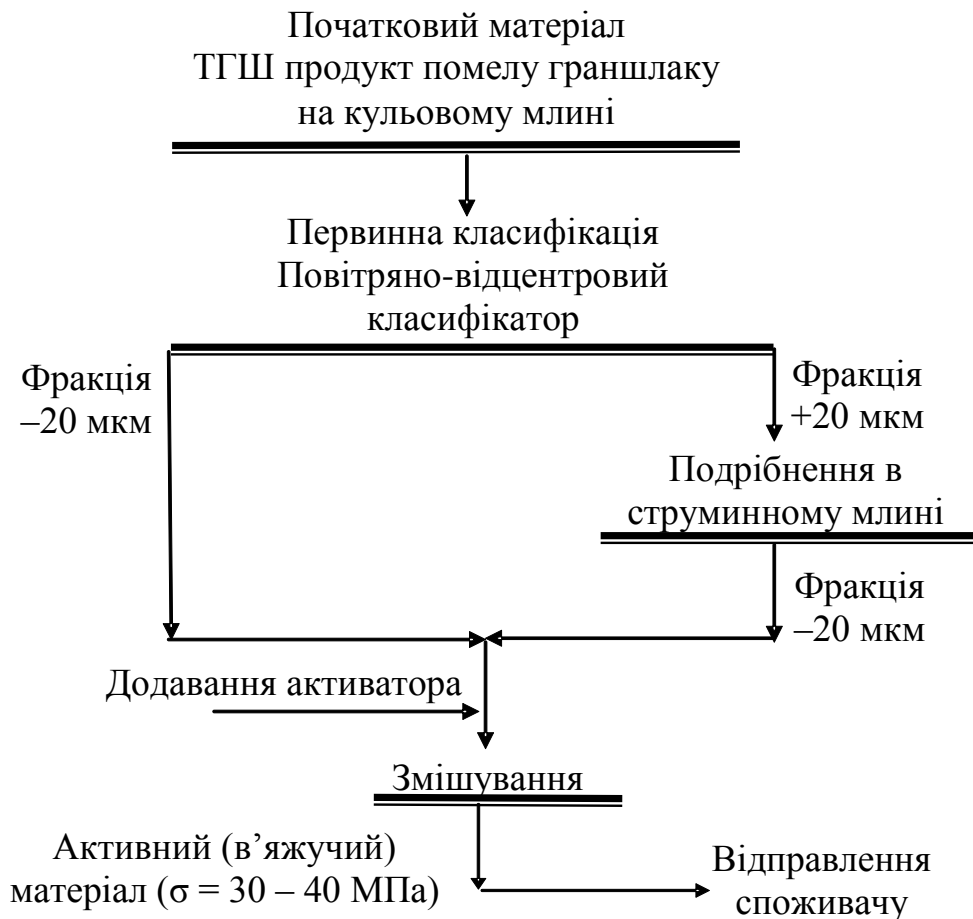 Початковий матеріал
ТГШ продукт помелу граншлаку
на кульовому млині
Первинна класифікація
Повітряно-відцентровий
класифікатор
Фракція
–20 мкм
Фракція
+20 мкм
Подрібнення в
струминному млині
Фракція
–20 мкм
Додавання активатора
Змішування
Активний (в’яжучий)
матеріал (σ = 30 – 40 МПа)
Відправлення
споживачу